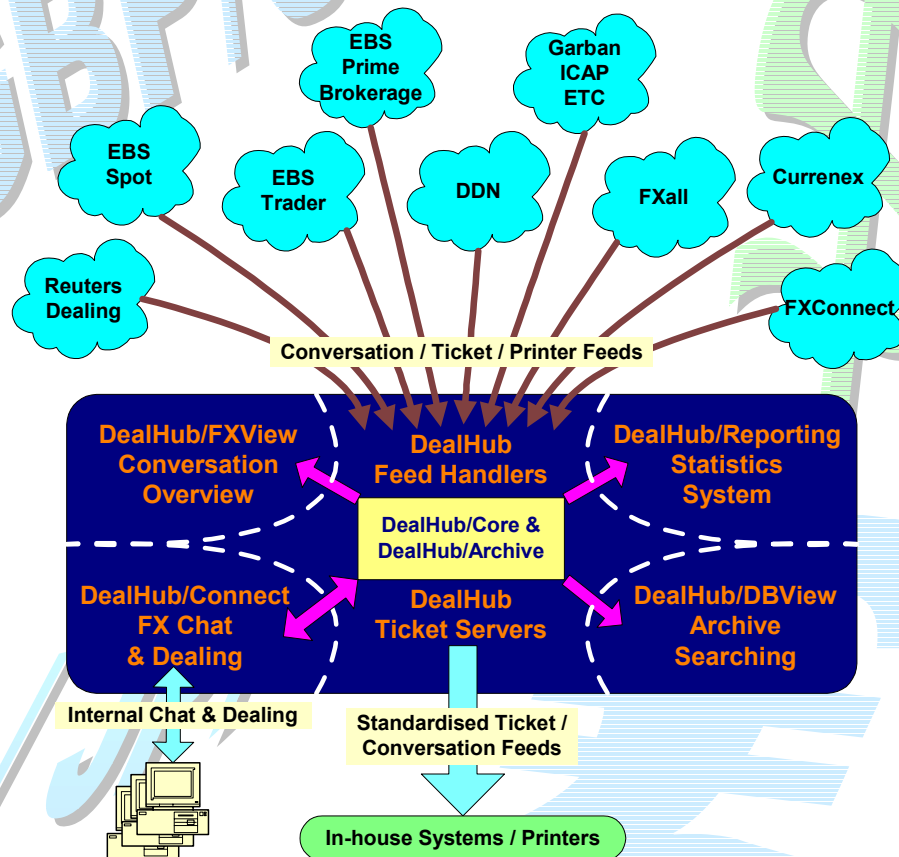 EBS
Prime
Brokerage
Garban
ICAP
ETC
EBS
Spot
EBS
Trader
DDN
FXall
Currenex
Reuters
Dealing
FXConnect
Conversation / Ticket / Printer Feeds
DealHub/FXView
Conversation
Overview
DealHub
Feed Handlers
DealHub/Reporting
Statistics
System
DealHub/Core &
DealHub/Archive
DealHub/Connect
FX Chat
& Dealing
DealHub
Ticket Servers
DealHub/DBView
Archive
Searching
Internal Chat & Dealing
Standardised Ticket /
Conversation Feeds
In-house Systems / Printers